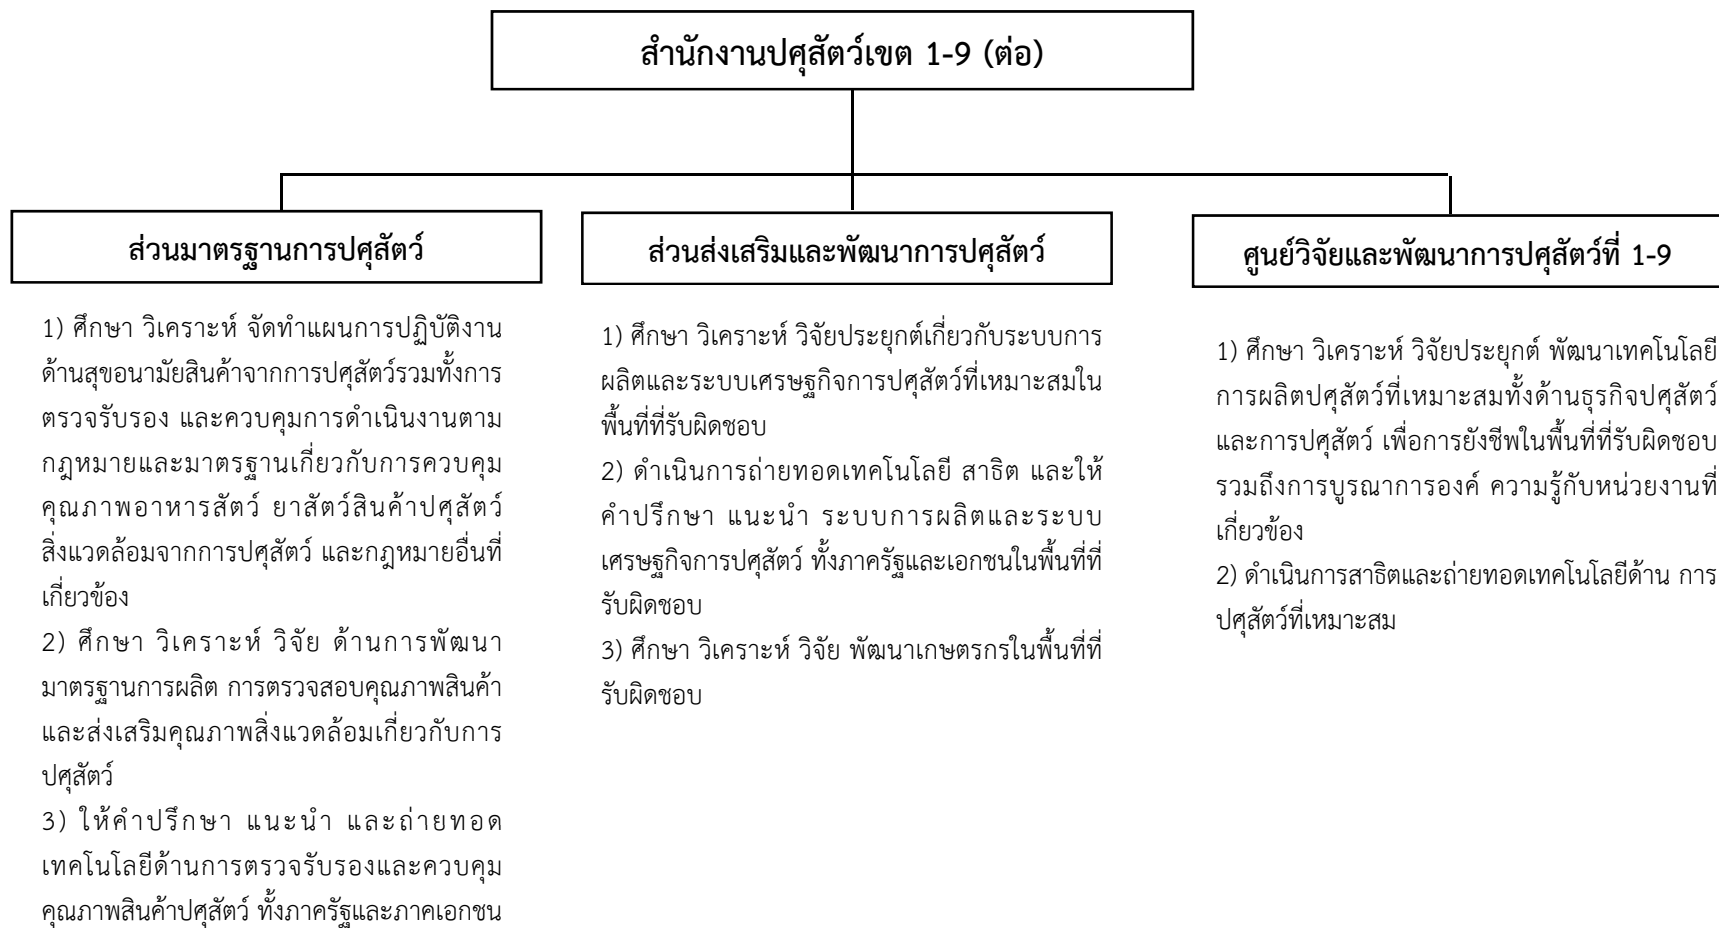 สำนักงานปศุสัตว์เขต 1-9 (ต่อ)
ส่วนมาตรฐานการปศุสัตว์
1) ศึกษา วิเคราะห์ จัดทำแผนการปฏิบัติงาน
ด้านสุขอนามัยสินค้าจากการปศุสัตว์รวมทั้งการ
ตรวจรับรอง และควบคุมการดำเนินงานตาม
กฎหมายและมาตรฐานเกี่ยวกับการควบคุม
คุณภาพอาหารสัตว์ ยาสัตว์สินค้าปศุสัตว์
สิ่งแวดล้อมจากการปศุสัตว์ และกฎหมายอื่นที่
เกี่ยวข้อง
2) ศึกษา วิเคราะห์ วิจัย ด้านการพัฒนา
มาตรฐานการผลิต การตรวจสอบคุณภาพสินค้า
และส่งเสริมคุณภาพสิ่งแวดล้อมเกี่ยวกับการ
ปศุสัตว์
3) ให้คำปรึกษา แนะนำ และถ่ายทอด
เทคโนโลยีด้านการตรวจรับรองและควบคุม
คุณภาพสินค้าปศุสัตว์ ทั้งภาครัฐและภาคเอกชน
ส่วนส่งเสริมและพัฒนาการปศุสัตว์
1) ศึกษา วิเคราะห์ วิจัยประยุกต์เกี่ยวกับระบบการ
ผลิตและระบบเศรษฐกิจการปศุสัตว์ที่เหมาะสมใน
พื้นที่ที่รับผิดชอบ
2) ดำเนินการถ่ายทอดเทคโนโลยี สาธิต และให้
คำปรึกษา แนะนำ ระบบการผลิตและระบบ
เศรษฐกิจการปศุสัตว์ ทั้งภาครัฐและเอกชนในพื้นที่ที่
รับผิดชอบ
3) ศึกษา วิเคราะห์ วิจัย พัฒนาเกษตรกรในพื้นที่ที่
รับผิดชอบ
ศูนย์วิจัยและพัฒนาการปศุสัตว์ที่ 1-9
1) ศึกษา วิเคราะห์ วิจัยประยุกต์ พัฒนาเทคโนโลยี
การผลิตปศุสัตว์ที่เหมาะสมทั้งด้านธุรกิจปศุสัตว์
และการปศุสัตว์ เพื่อการยังชีพในพื้นที่ที่รับผิดชอบ
รวมถึงการบูรณาการองค์ ความรู้กับหน่วยงานที่
เกี่ยวข้อง
2) ดำเนินการสาธิตและถ่ายทอดเทคโนโลยีด้าน การ
ปศุสัตว์ที่เหมาะสม